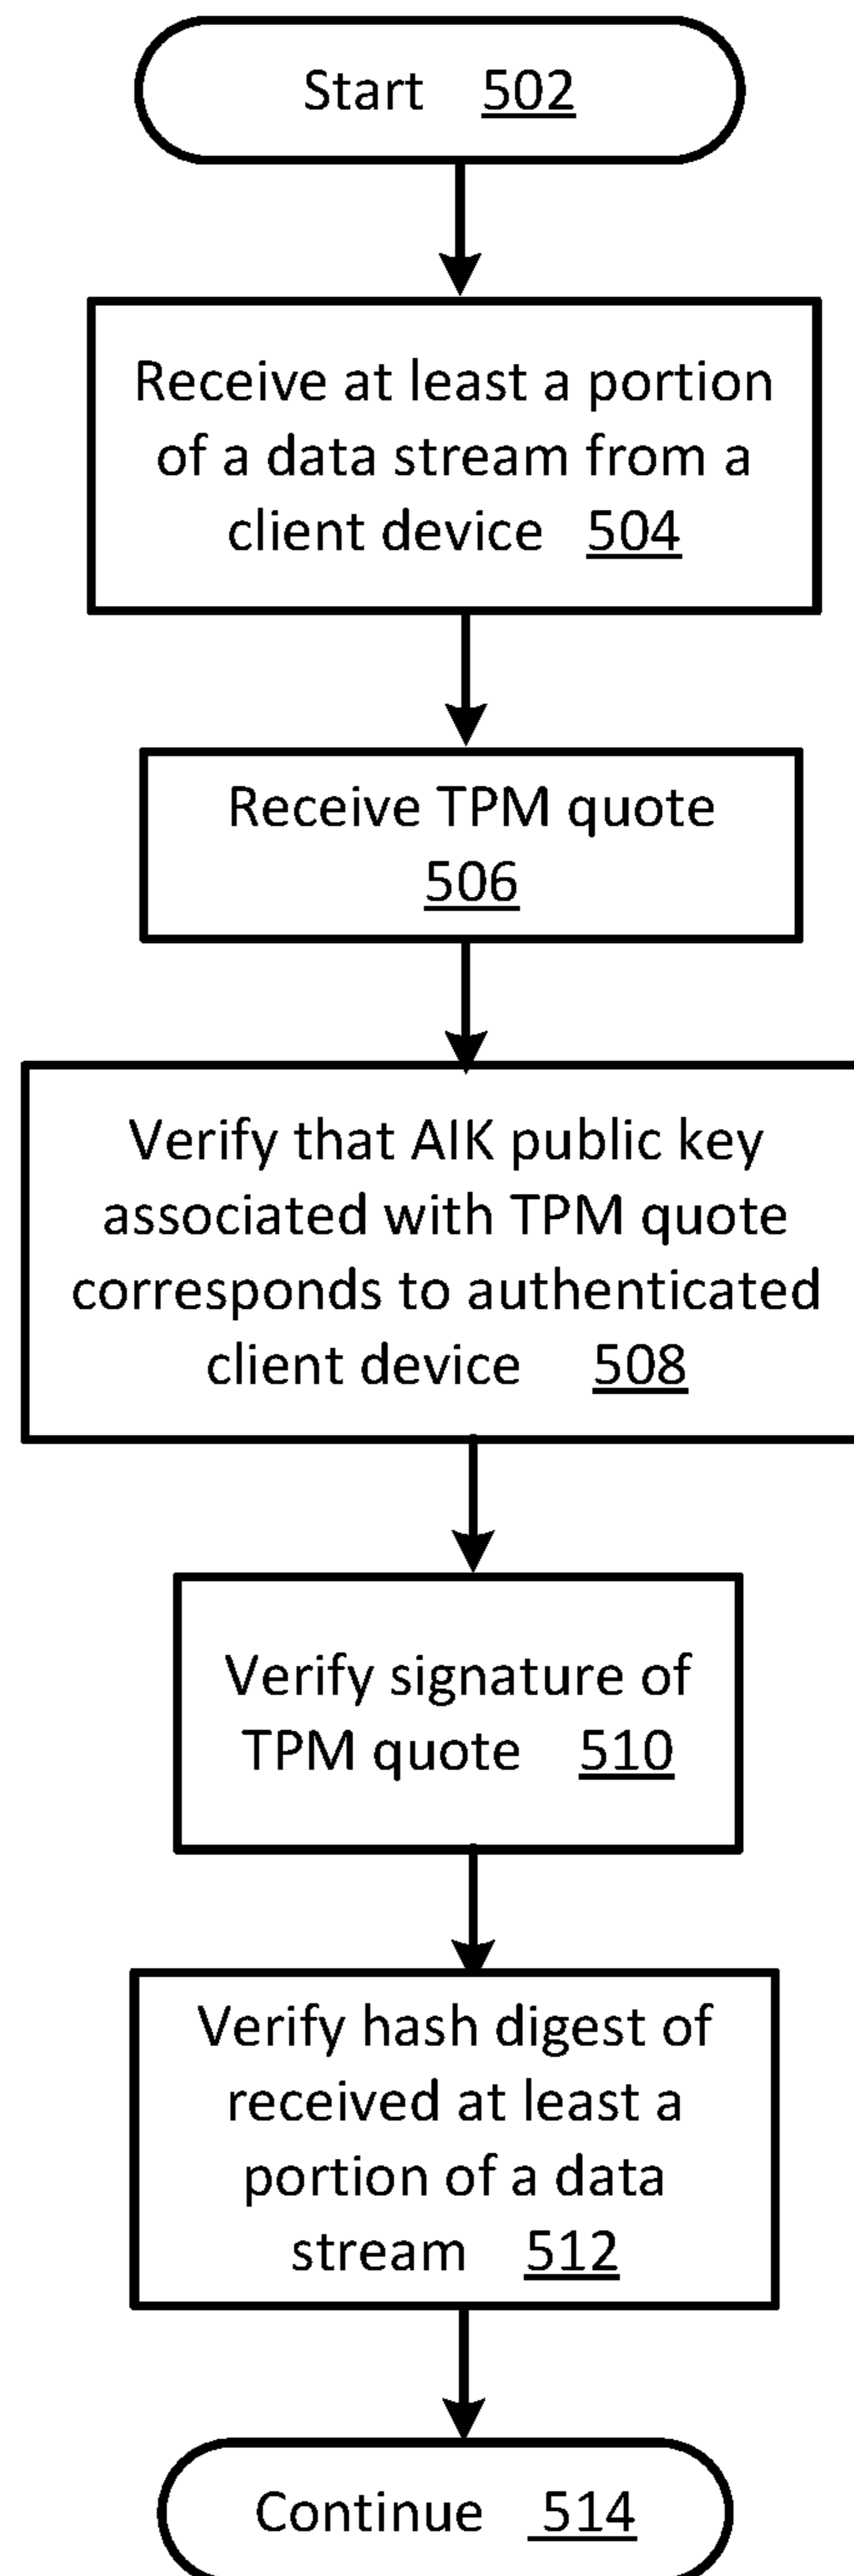 Start 502
Receive at least a portion
of a data stream from a
client device 504
Receive TPM quote
506
Verify that AIK public key
associated with TPM quote
corresponds to authenticated
client device 508
Verify signature of
TPM quote 510
Verify hash digest of
received at least a
portion of a data
stream 512
Continue 514